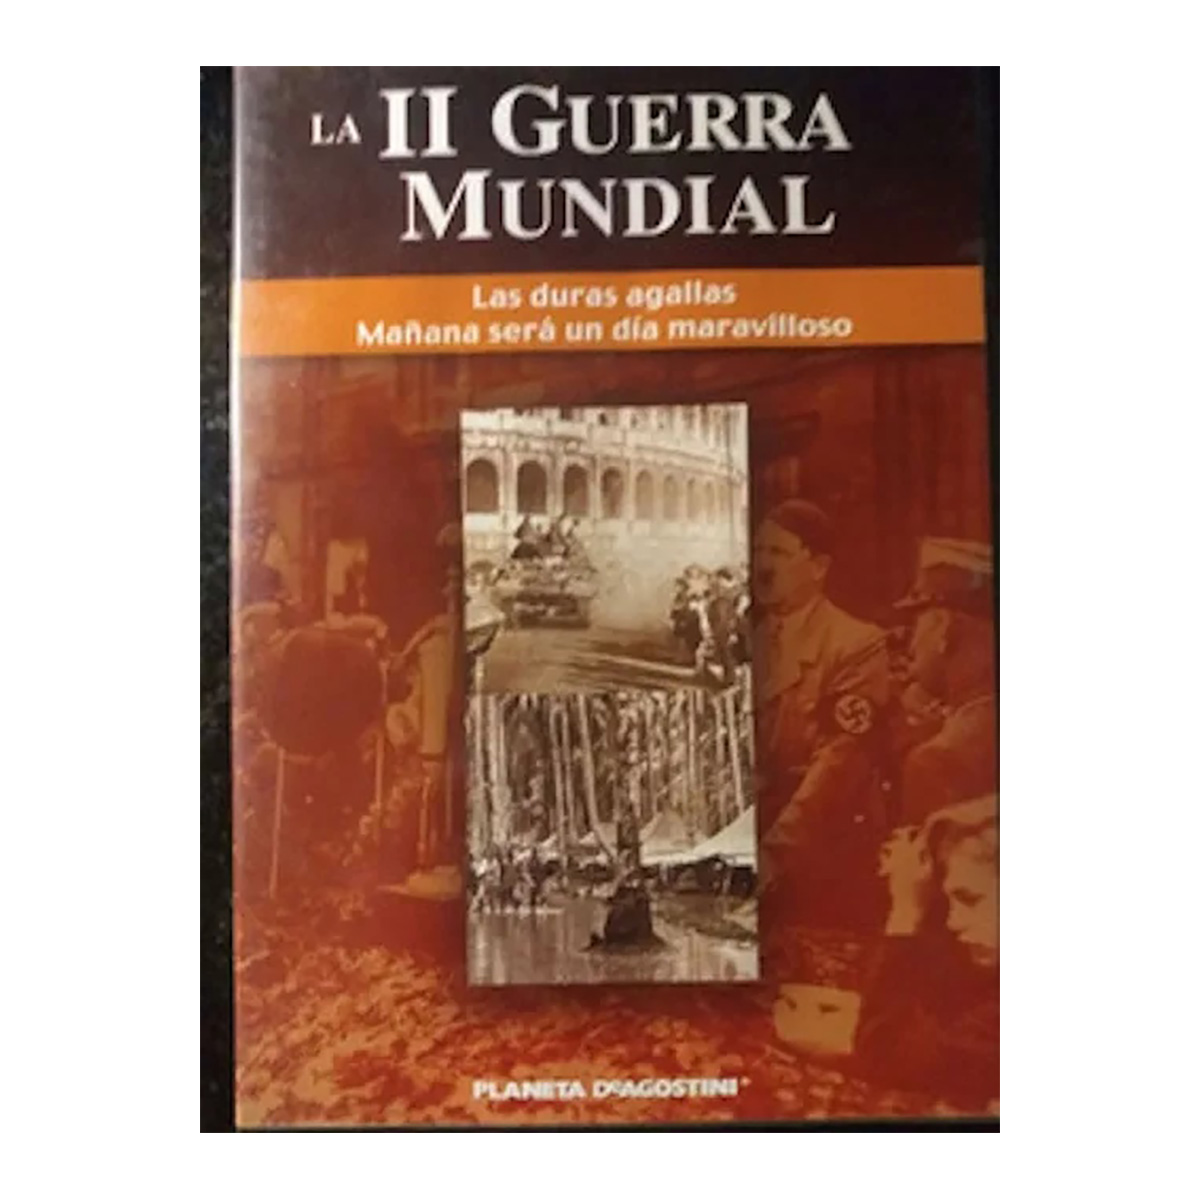 LA II GUERRA
MUNDIAL
Las duras agallas
Mañana será un día maravilloso
PLANETA DEAGOSTINI